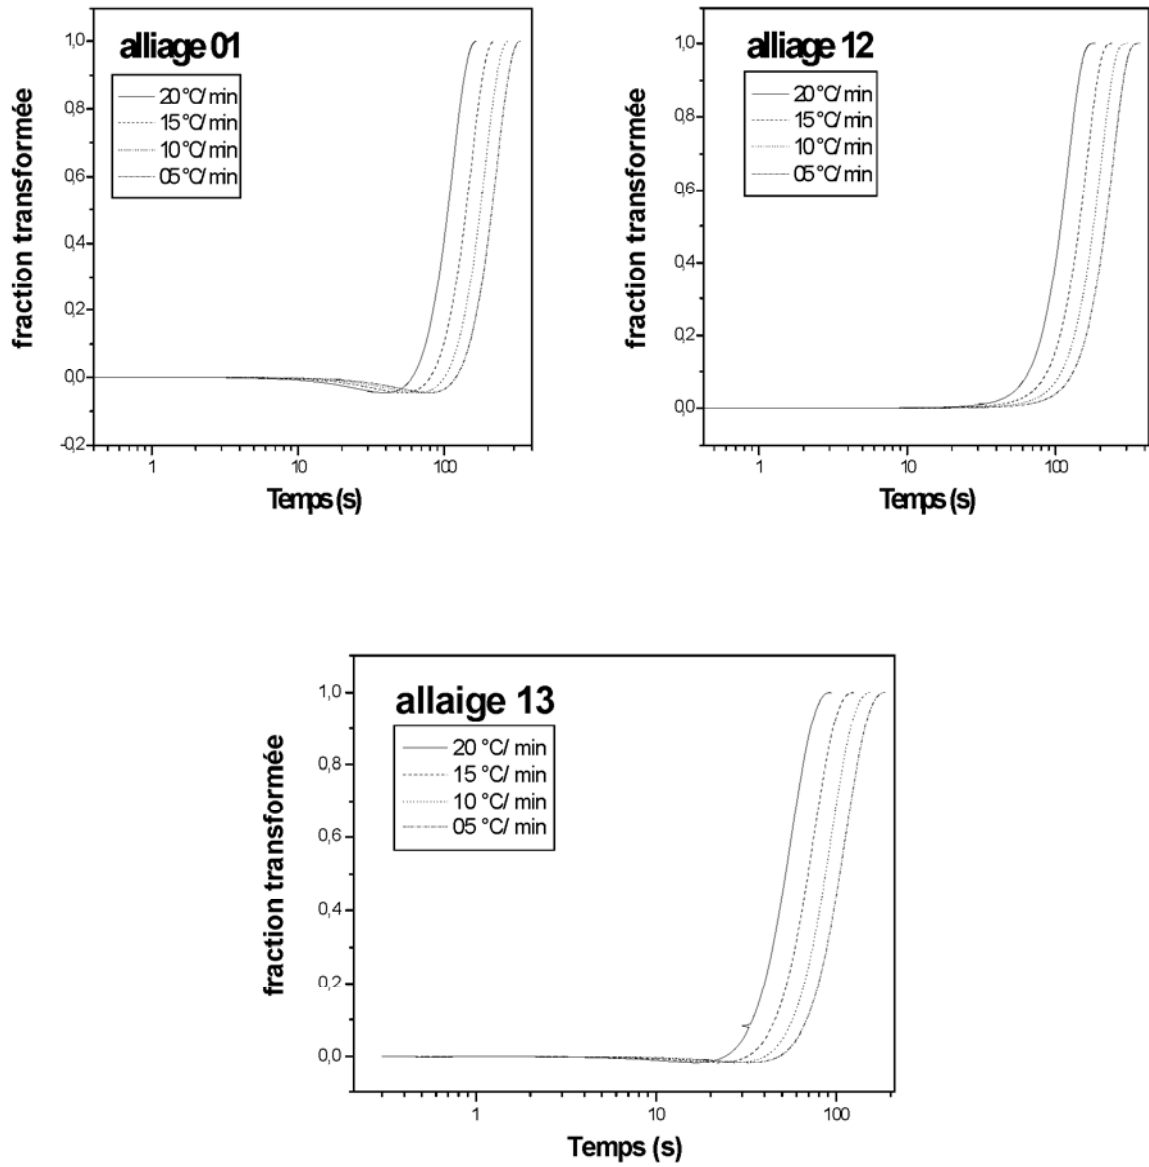 alliage 01
20 °C/ min
15 °C/ min
10 °C/ min
05 °C/ min
1,0
0,8
0,6
0,4
0,2
0,0
-0,2
fraction transformée
1
10
100
Temps (s)
alliage 12
20 °C/ min
15 °C/ min
10 °C/ min
05 °C/ min
1,0
0,8
0,6
0,4
0,2
0,0
fraction transformée
1
10
100
Temps (s)
allaige 13
20 °C/ min
15 °C/ min
10 °C/ min
05 °C/ min
1,0
0,8
0,6
0,4
0,2
0,0
fraction transformée
1
10
100
Temps (s)